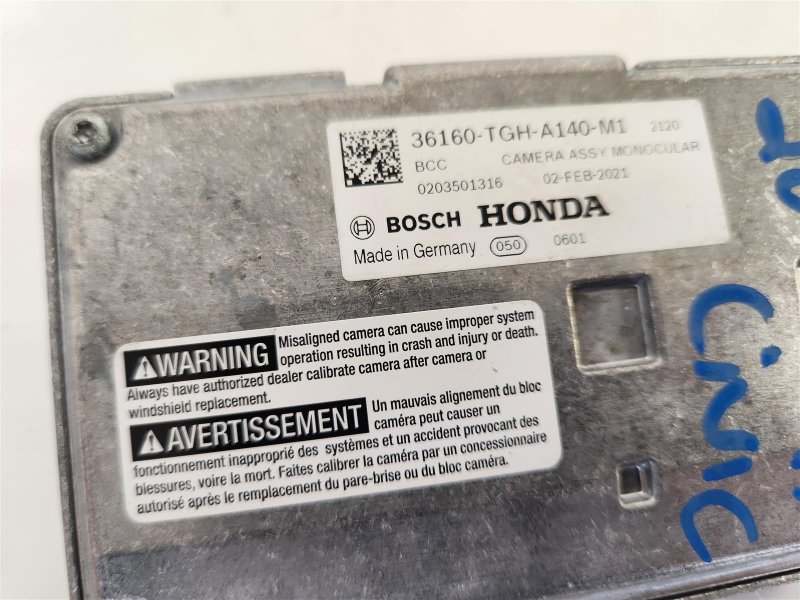 36160-TGH-A140-M1 2120
BCC CAMERA ASSY MONOCULAR
0203501316 02-FEB-2021
BOSCH HONDA
Made in Germany 050 0601
WARNING Misaligned camera can cause improper system
operation resulting in crash and injury or death.
Always have authorized dealer calibrate camera after camera or
windshield replacement.
AVERTISSEMENT Un mauvais alignement du bloc
caméra peut causer un
fonctionnement inapproprié des systèmes et un accident provocant des
blessures, voire la mort. Faites calibrer la caméra par un concessionnaire
autorisé après le remplacement du pare-brise ou du bloc caméra.
CiViC